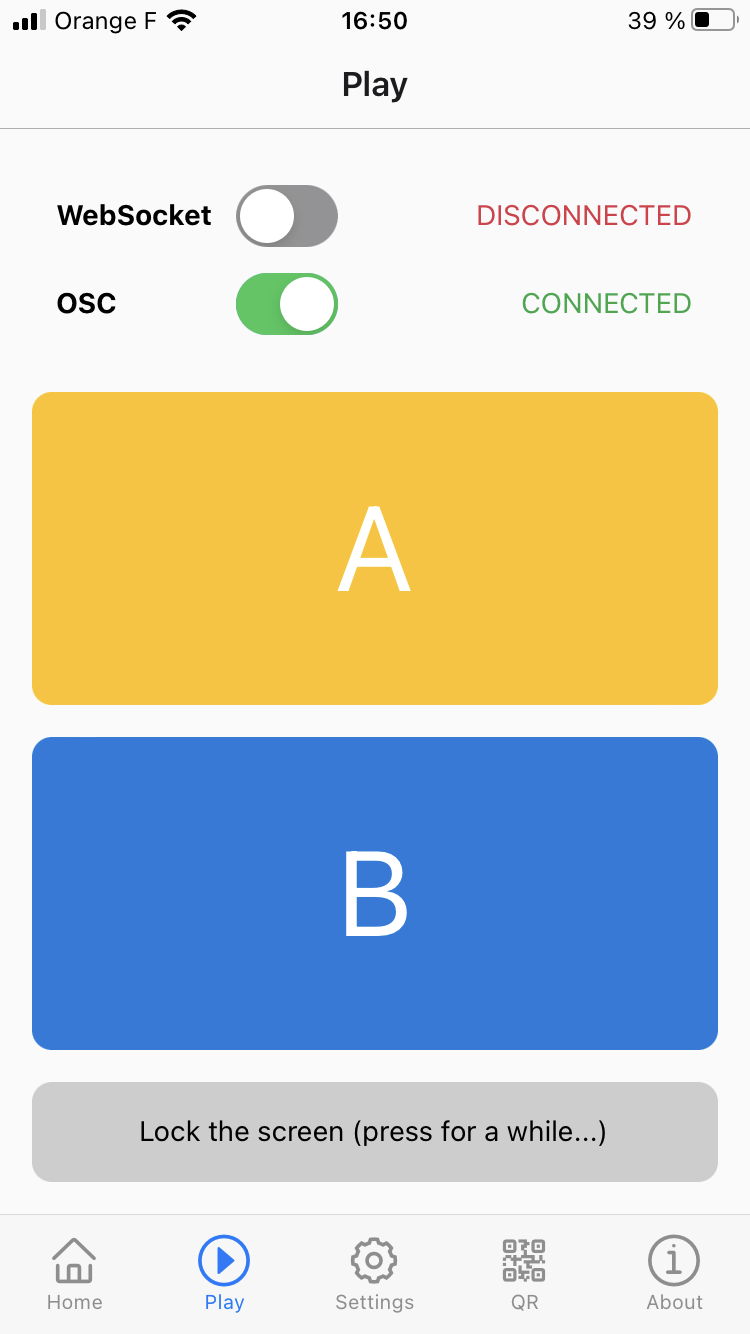 Orange F 16:50 39 %
Play
WebSocket DISCONNECTED
OSC CONNECTED
A
B
Lock the screen (press for a while...)
Home Play Settings QR About